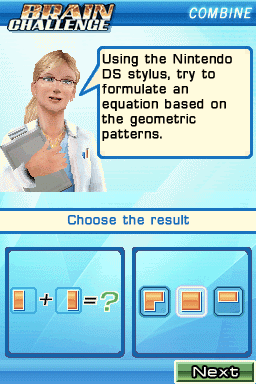 BRAIN
CHALLENGE
COMBINE
Using the Nintendo
DS stylus, try to
formulate an
equation based on
the geometric
patterns.
Choose the result
+ = ?
Next